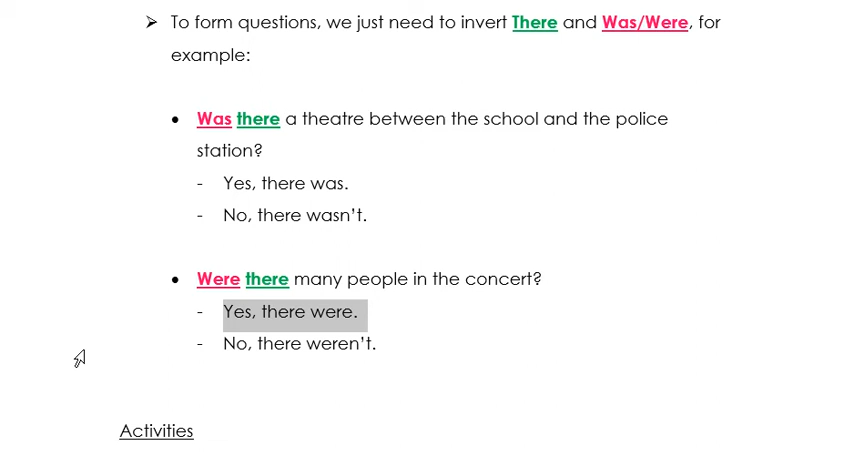 To form questions, we just need to invert There and Was/Were, for
example:
Was there a theatre between the school and the police
station?
- Yes, there was.
- No, there wasn't.
Were there many people in the concert?
- Yes, there were.
- No, there weren't.
Activities